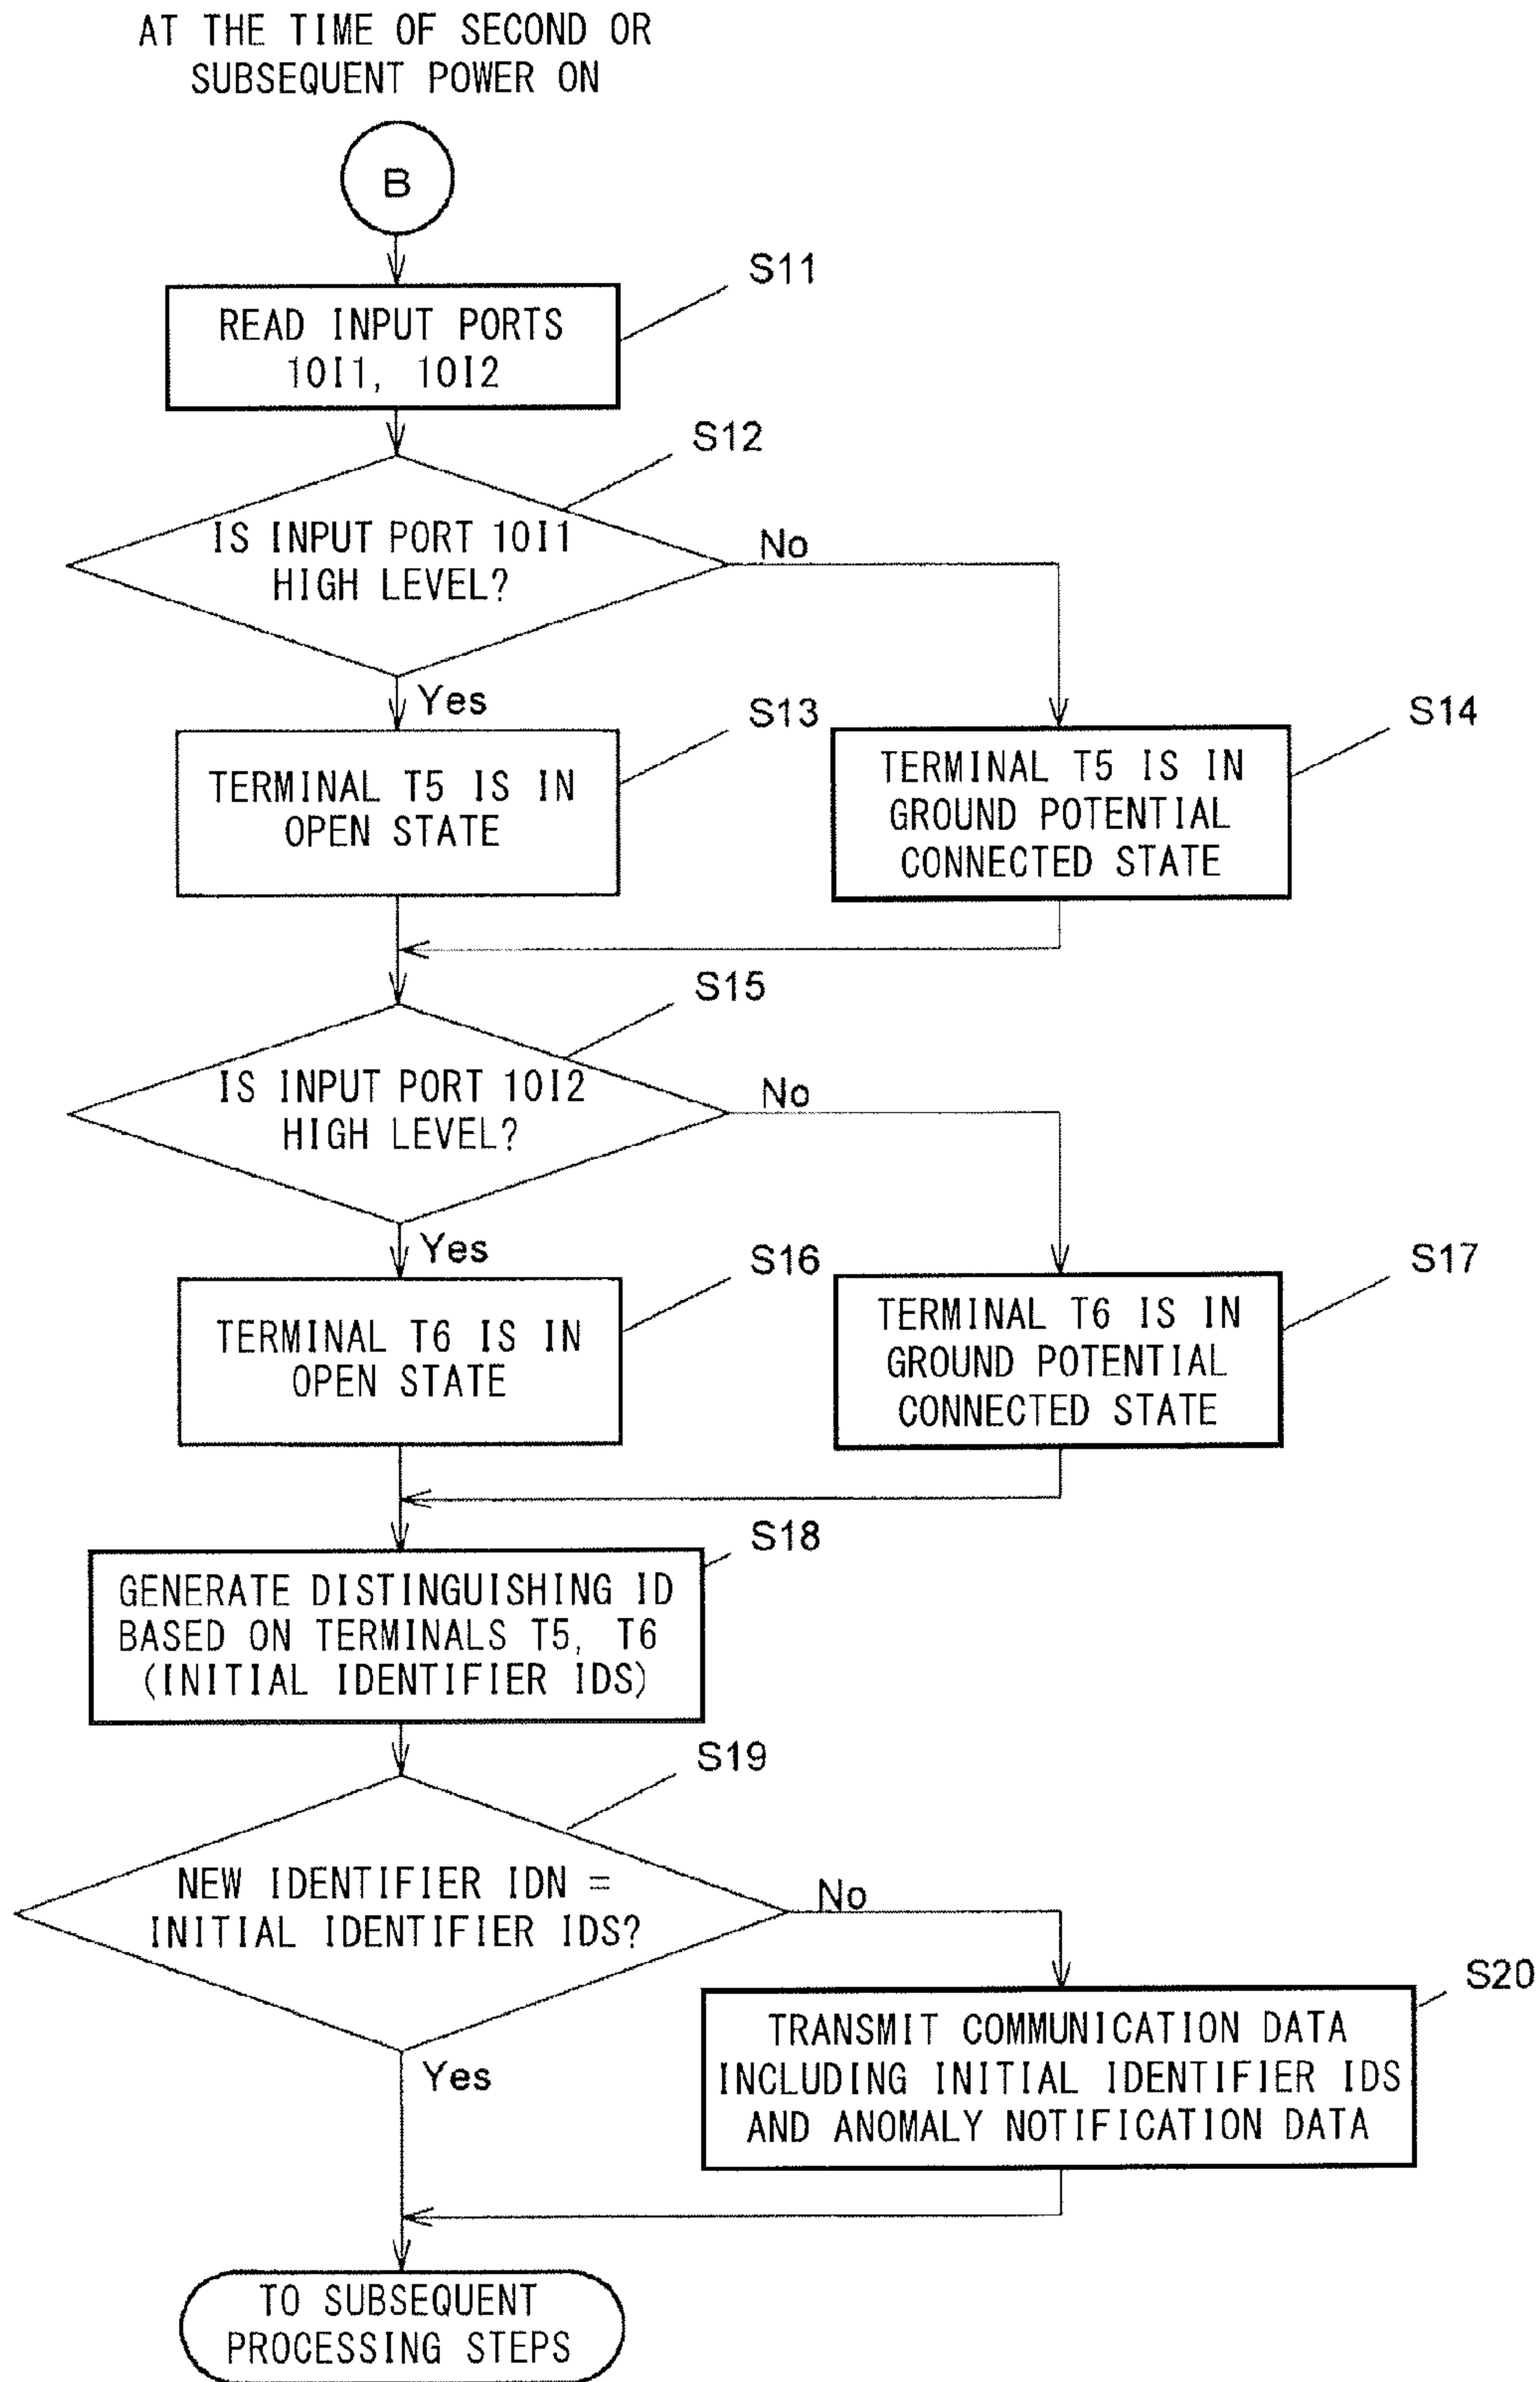 AT THE TIME OF SECOND OR
SUBSEQUENT POWER ON
B
S11
READ INPUT PORTS
10I1, 10I2
S12
IS INPUT PORT 10I1
HIGH LEVEL?
No
Yes
S13
TERMINAL T5 IS IN
OPEN STATE
S14
TERMINAL T5 IS IN
GROUND POTENTIAL
CONNECTED STATE
S15
IS INPUT PORT 10I2
HIGH LEVEL?
No
Yes
S16
TERMINAL T6 IS IN
OPEN STATE
S17
TERMINAL T6 IS IN
GROUND POTENTIAL
CONNECTED STATE
S18
GENERATE DISTINGUISHING ID
BASED ON TERMINALS T5, T6
(INITIAL IDENTIFIER IDS)
S19
NEW IDENTIFIER IDN =
INITIAL IDENTIFIER IDS?
No
Yes
S20
TRANSMIT COMMUNICATION DATA
INCLUDING INITIAL IDENTIFIER IDS
AND ANOMALY NOTIFICATION DATA
TO SUBSEQUENT
PROCESSING STEPS